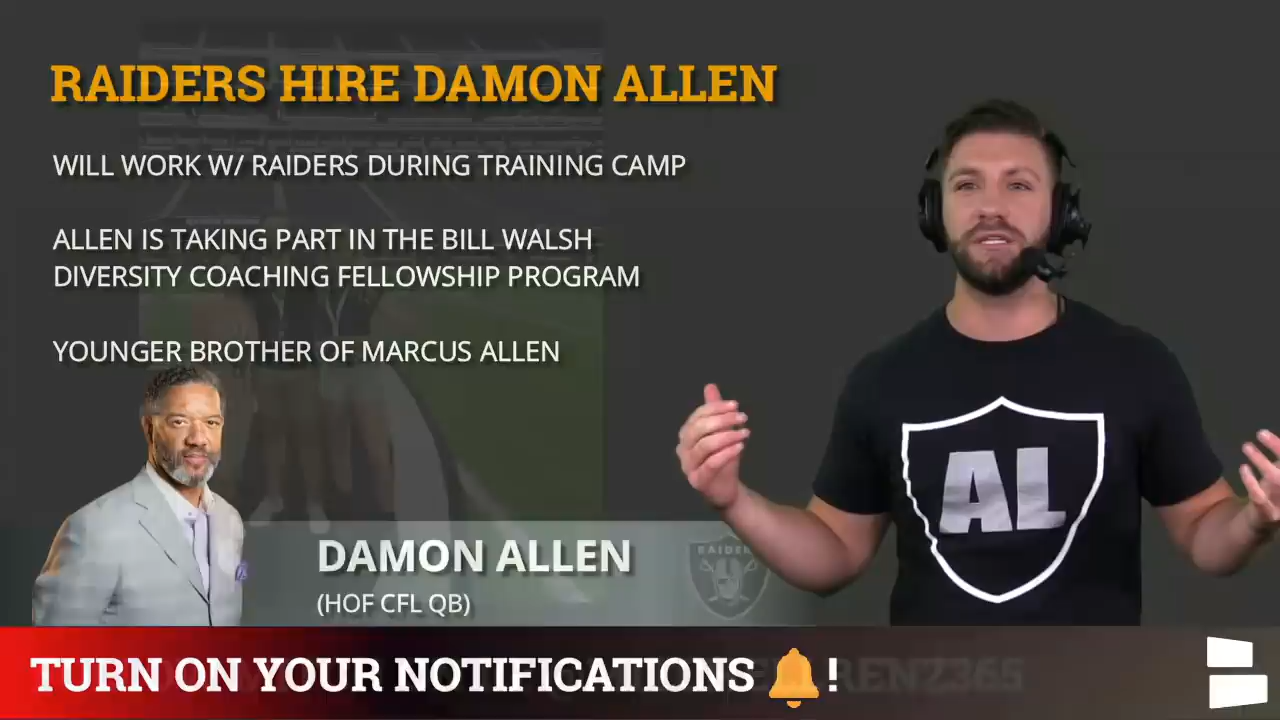 RAIDERS HIRE DAMON ALLEN
WILL WORK W/ RAIDERS DURING TRAINING CAMP
ALLEN IS TAKING PART IN THE BILL WALSH
DIVERSITY COACHING FELLOWSHIP PROGRAM
YOUNGER BROTHER OF MARCUS ALLEN
AL
DAMON ALLEN
RAIDERS
(HOF CFL QB)
TURN ON YOUR NOTIFICATIONS 🔔!